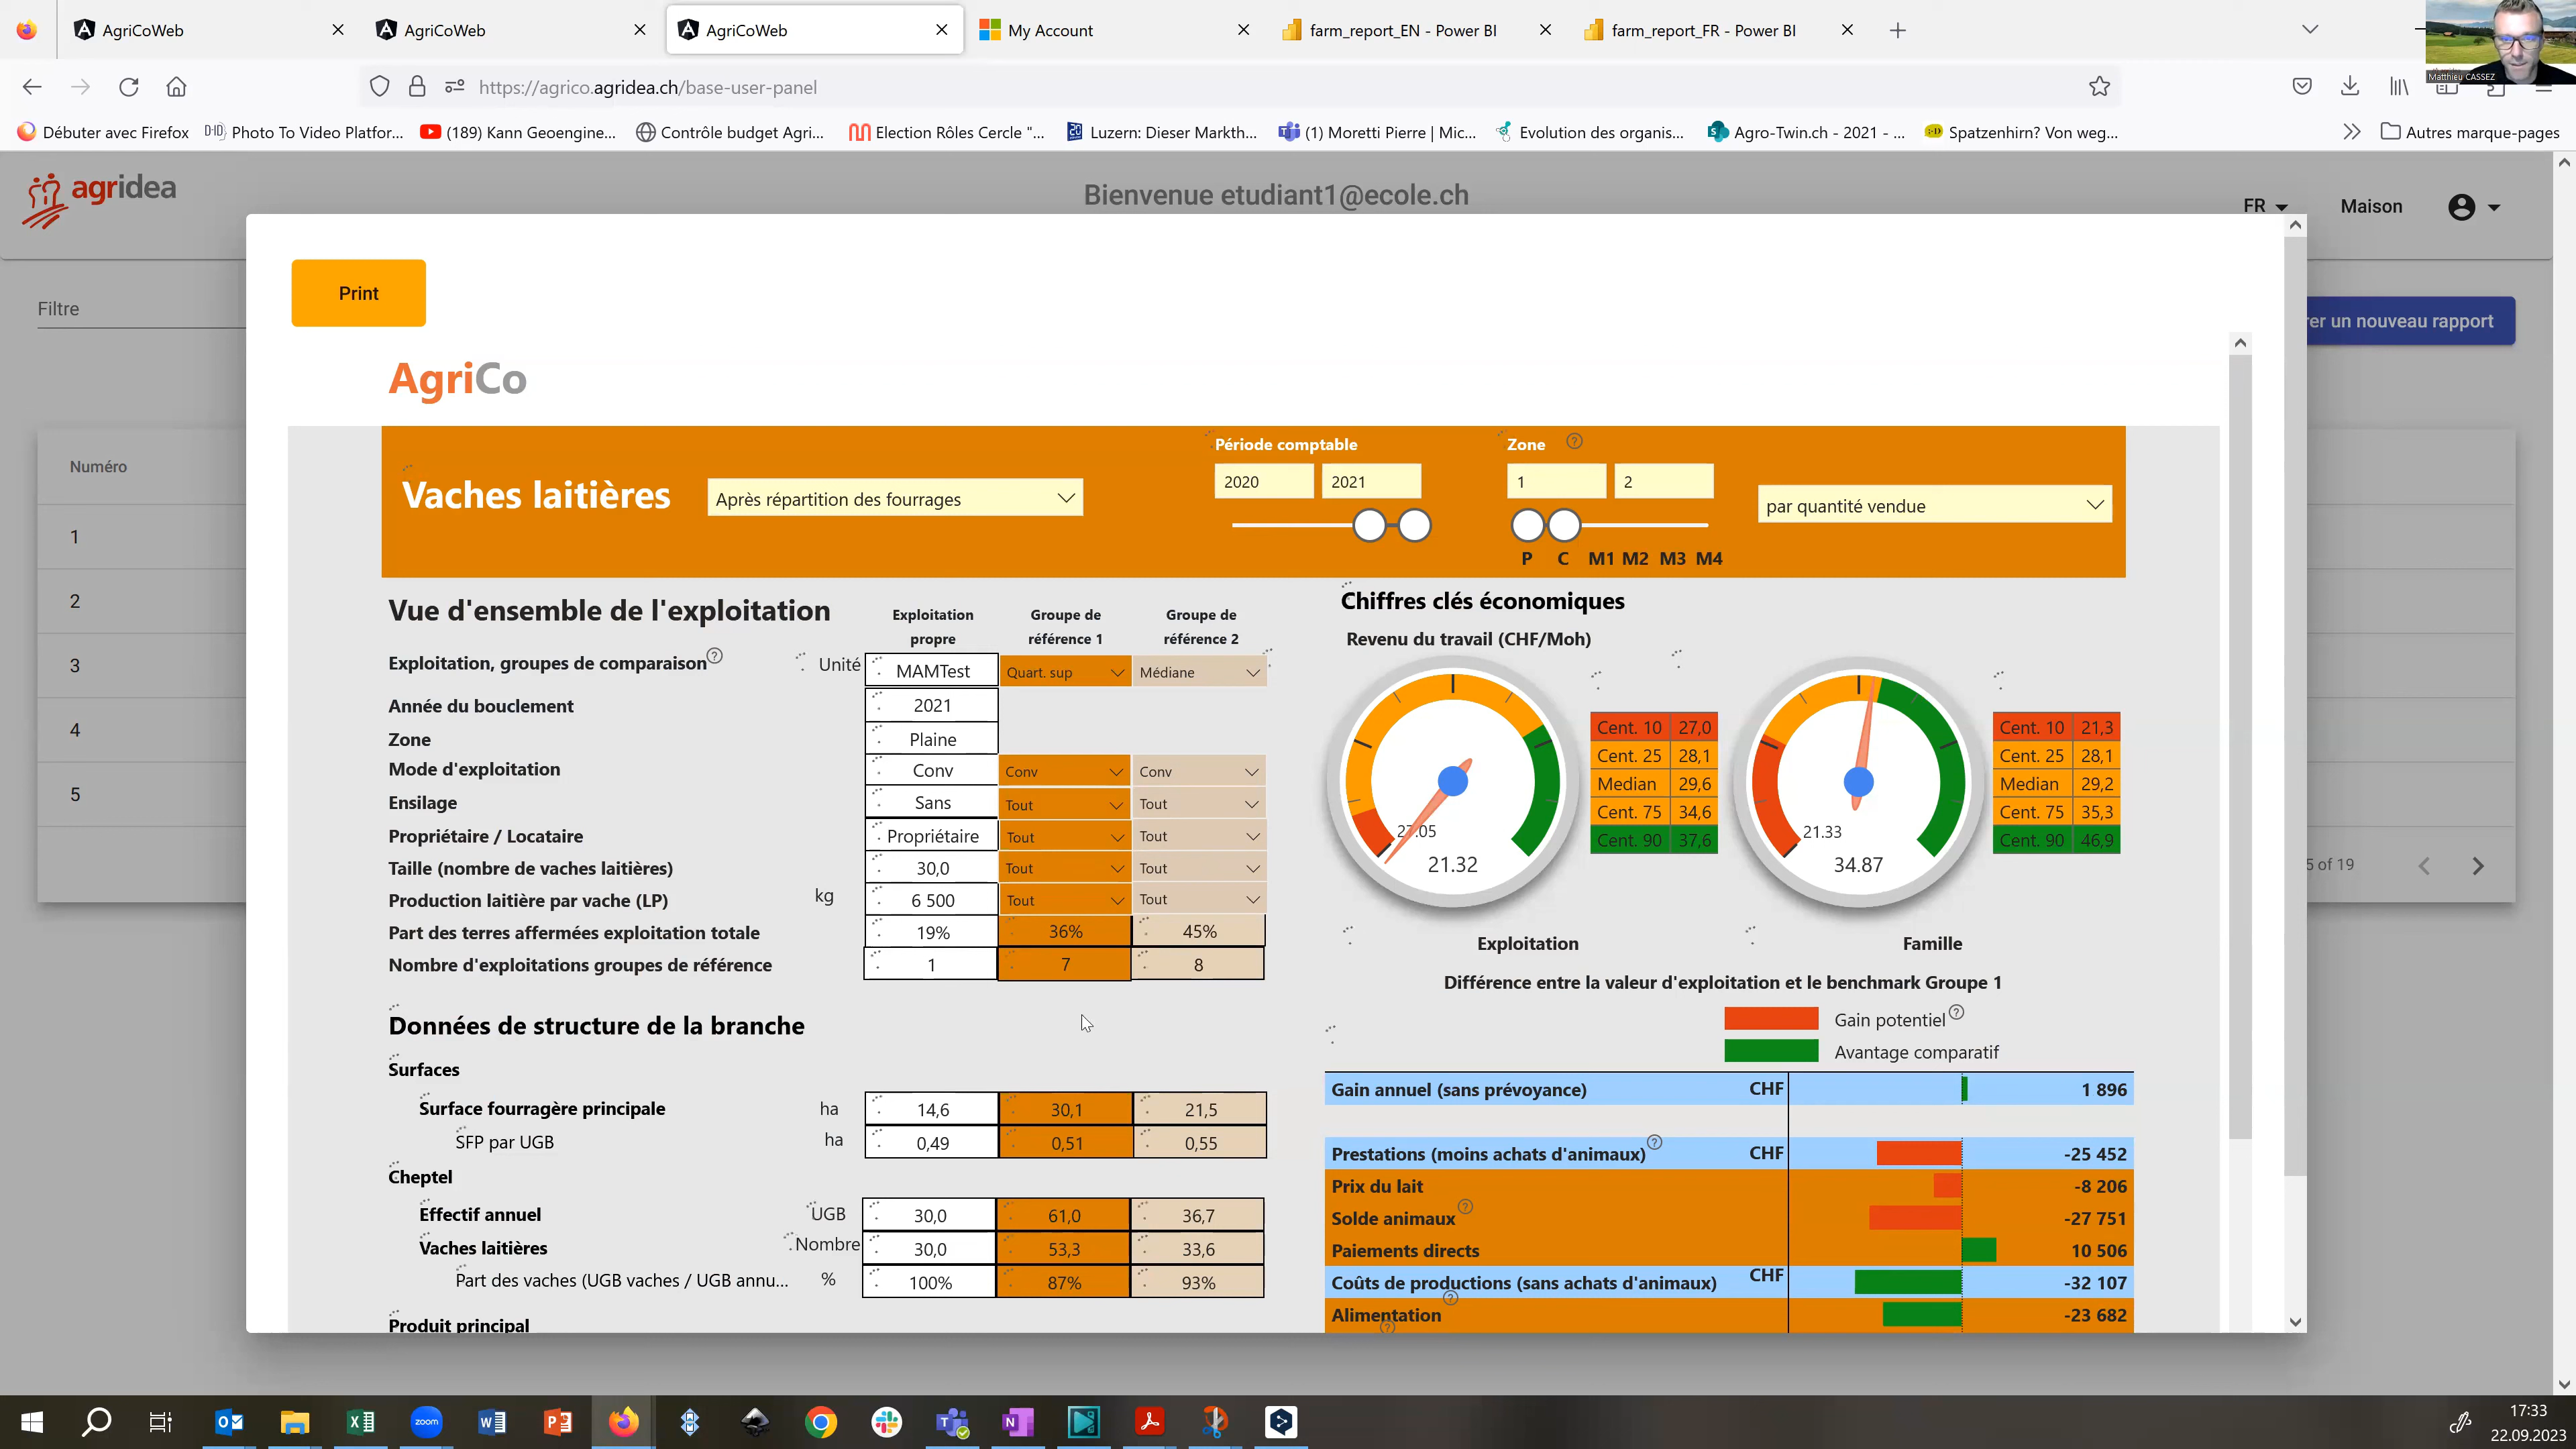 AgriCoWeb
AgriCoWeb
AgriCoWeb
My Account
farm_report_EN - Power BI
farm_report_FR - Power BI
https://agrico.agridea.ch/base-user-panel
Matthieu CASSEZ
Débuter avec Firefox
Photo To Video Platfor...
(189) Kann Geoengine...
Contrôle budget Agri...
Election Rôles Cercle "...
Luzern: Dieser Markth...
(1) Moretti Pierre | Mic...
Evolution des organis...
Agro-Twin.ch - 2021 - ...
Spatzenhirn? Von weg...
Autres marque-pages
agridea
Bienvenue etudiant1@ecole.ch
FR
Maison
Filtre
er un nouveau rapport
Print
AgriCo
Numéro
1
2
3
4
5
5 of 19
Vaches laitières
Après répartition des fourrages
Période comptable
2020 2021
Zone
1 2
P C M1 M2 M3 M4
par quantité vendue
Vue d'ensemble de l'exploitation
Exploitation propre
Groupe de référence 1
Groupe de référence 2
Exploitation, groupes de comparaison Unité MAMTest Quart. sup Médiane
Année du bouclement 2021
Zone Plaine
Mode d'exploitation Conv Conv Conv
Ensilage Sans Tout Tout
Propriétaire / Locataire Propriétaire Tout Tout
Taille (nombre de vaches laitières) 30,0 Tout Tout
Production laitière par vache (LP) kg 6 500 Tout Tout
Part des terres affermées exploitation totale 19% 36% 45%
Nombre d'exploitations groupes de référence 1 7 8
Données de structure de la branche
Surfaces
Surface fourragère principale ha 14,6 30,1 21,5
SFP par UGB ha 0,49 0,51 0,55
Cheptel
Effectif annuel UGB 30,0 61,0 36,7
Vaches laitières Nombre 30,0 53,3 33,6
Part des vaches (UGB vaches / UGB annu... % 100% 87% 93%
Produit principal
Chiffres clés économiques
Revenu du travail (CHF/Moh)
27.05
21.32
Cent. 10 27,0
Cent. 25 28,1
Median 29,6
Cent. 75 34,6
Cent. 90 37,6
Exploitation
21.33
34.87
Cent. 10 21,3
Cent. 25 28,1
Median 29,2
Cent. 75 35,3
Cent. 90 46,9
Famille
Différence entre la valeur d'exploitation et le benchmark Groupe 1
Gain potentiel
Avantage comparatif
Gain annuel (sans prévoyance) CHF 1 896
Prestations (moins achats d'animaux) CHF -25 452
Prix du lait -8 206
Solde animaux -27 751
Paiements directs 10 506
Coûts de productions (sans achats d'animaux) CHF -32 107
Alimentation -23 682
zoom
17:33
22.09.2023